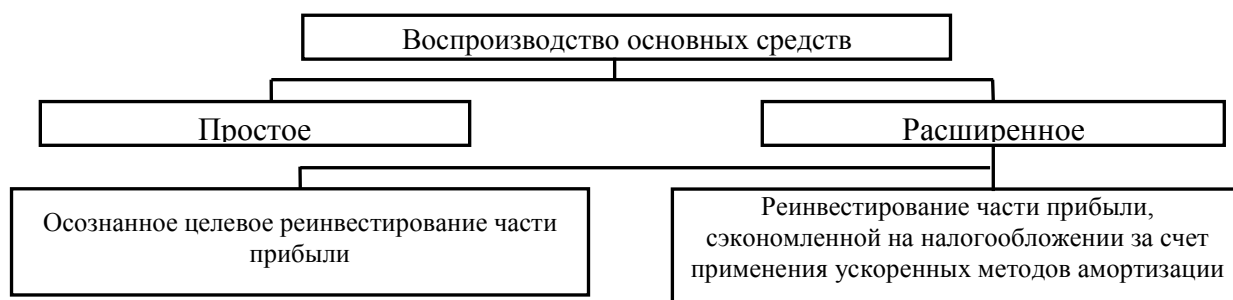 Воспроизводство основных средств
Простое
Расширенное
Осознанное целевое реинвестирование части
прибыли
Реинвестирование части прибыли,
сэкономленной на налогообложении за счет
применения ускоренных методов амортизации